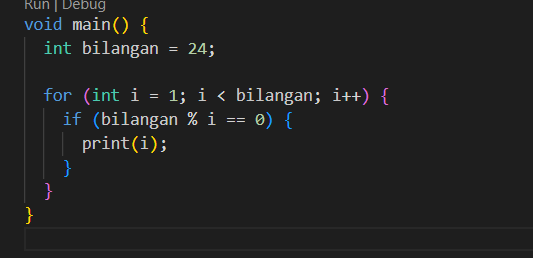 Run | Debug
void main() {
  int bilangan = 24;

  for (int i = 1; i < bilangan; i++) {
    if (bilangan % i == 0) {
      print(i);
    }
  }
}